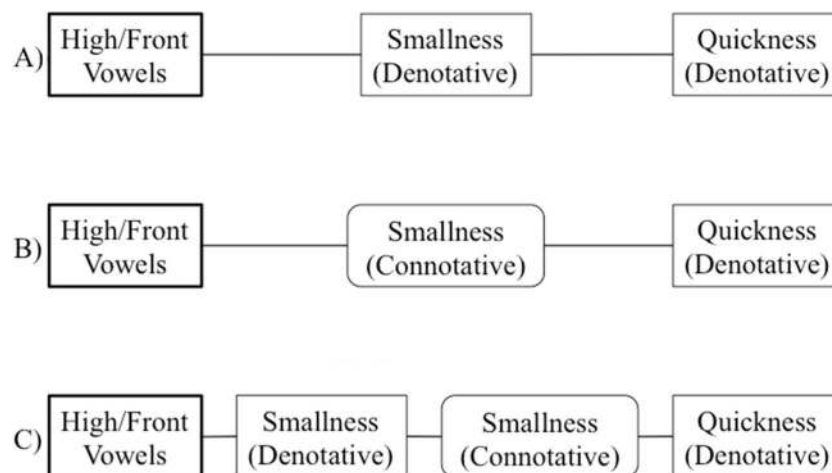 A)
High/Front
Vowels
Smallness
(Denotative)
Quickness
(Denotative)
B)
High/Front
Vowels
Smallness
(Connotative)
Quickness
(Denotative)
C)
High/Front
Vowels
Smallness
(Denotative)
Smallness
(Connotative)
Quickness
(Denotative)